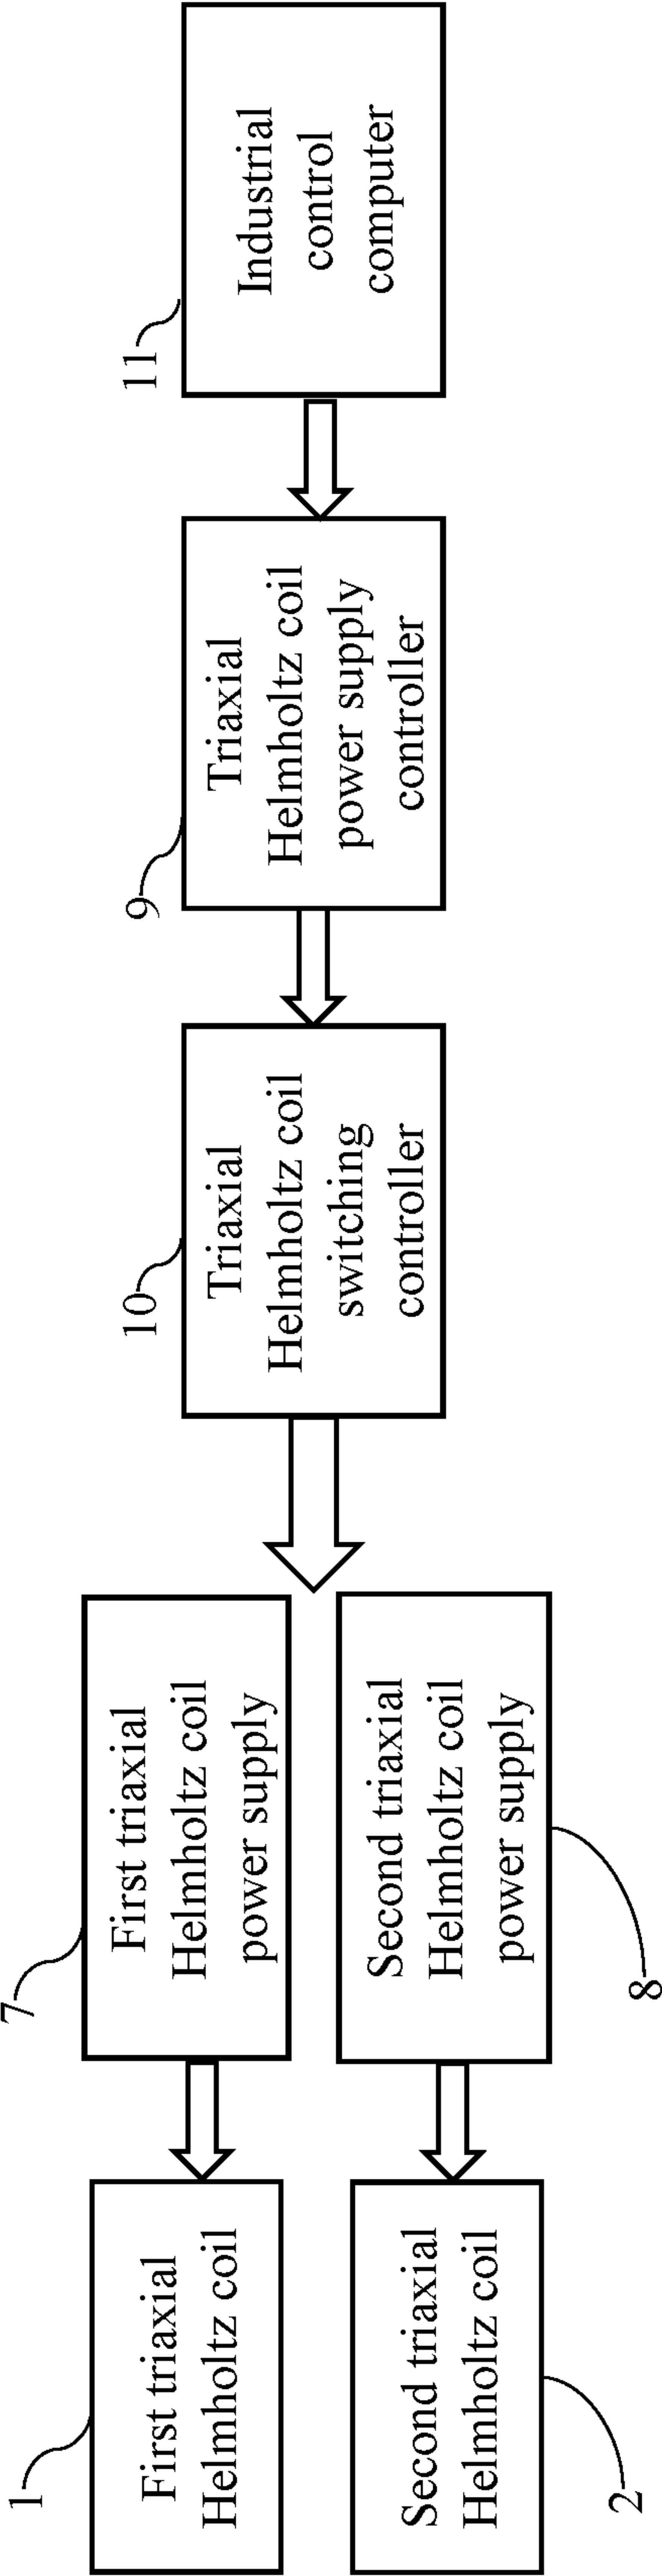 1
First triaxial
Helmholtz coil
2
Second triaxial
Helmholtz coil
7
First triaxial
Helmholtz coil
power supply
8
Second triaxial
Helmholtz coil
power supply
10
Triaxial
Helmholtz coil
switching
controller
9
Triaxial
Helmholtz coil
power supply
controller
11
Industrial
control
computer